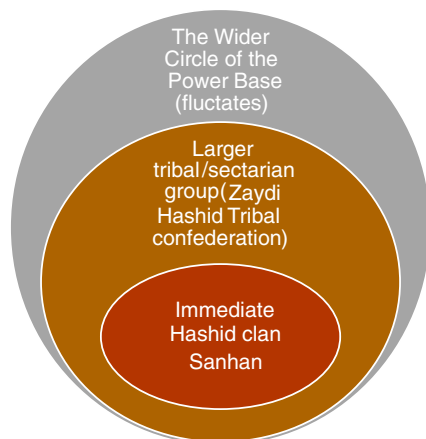 The Wider
Circle of the
Power Base
(fluctates)
Larger
tribal/sectarian
group(Zaydi
Hashid Tribal
confederation)
Immediate
Hashid clan
Sanhan